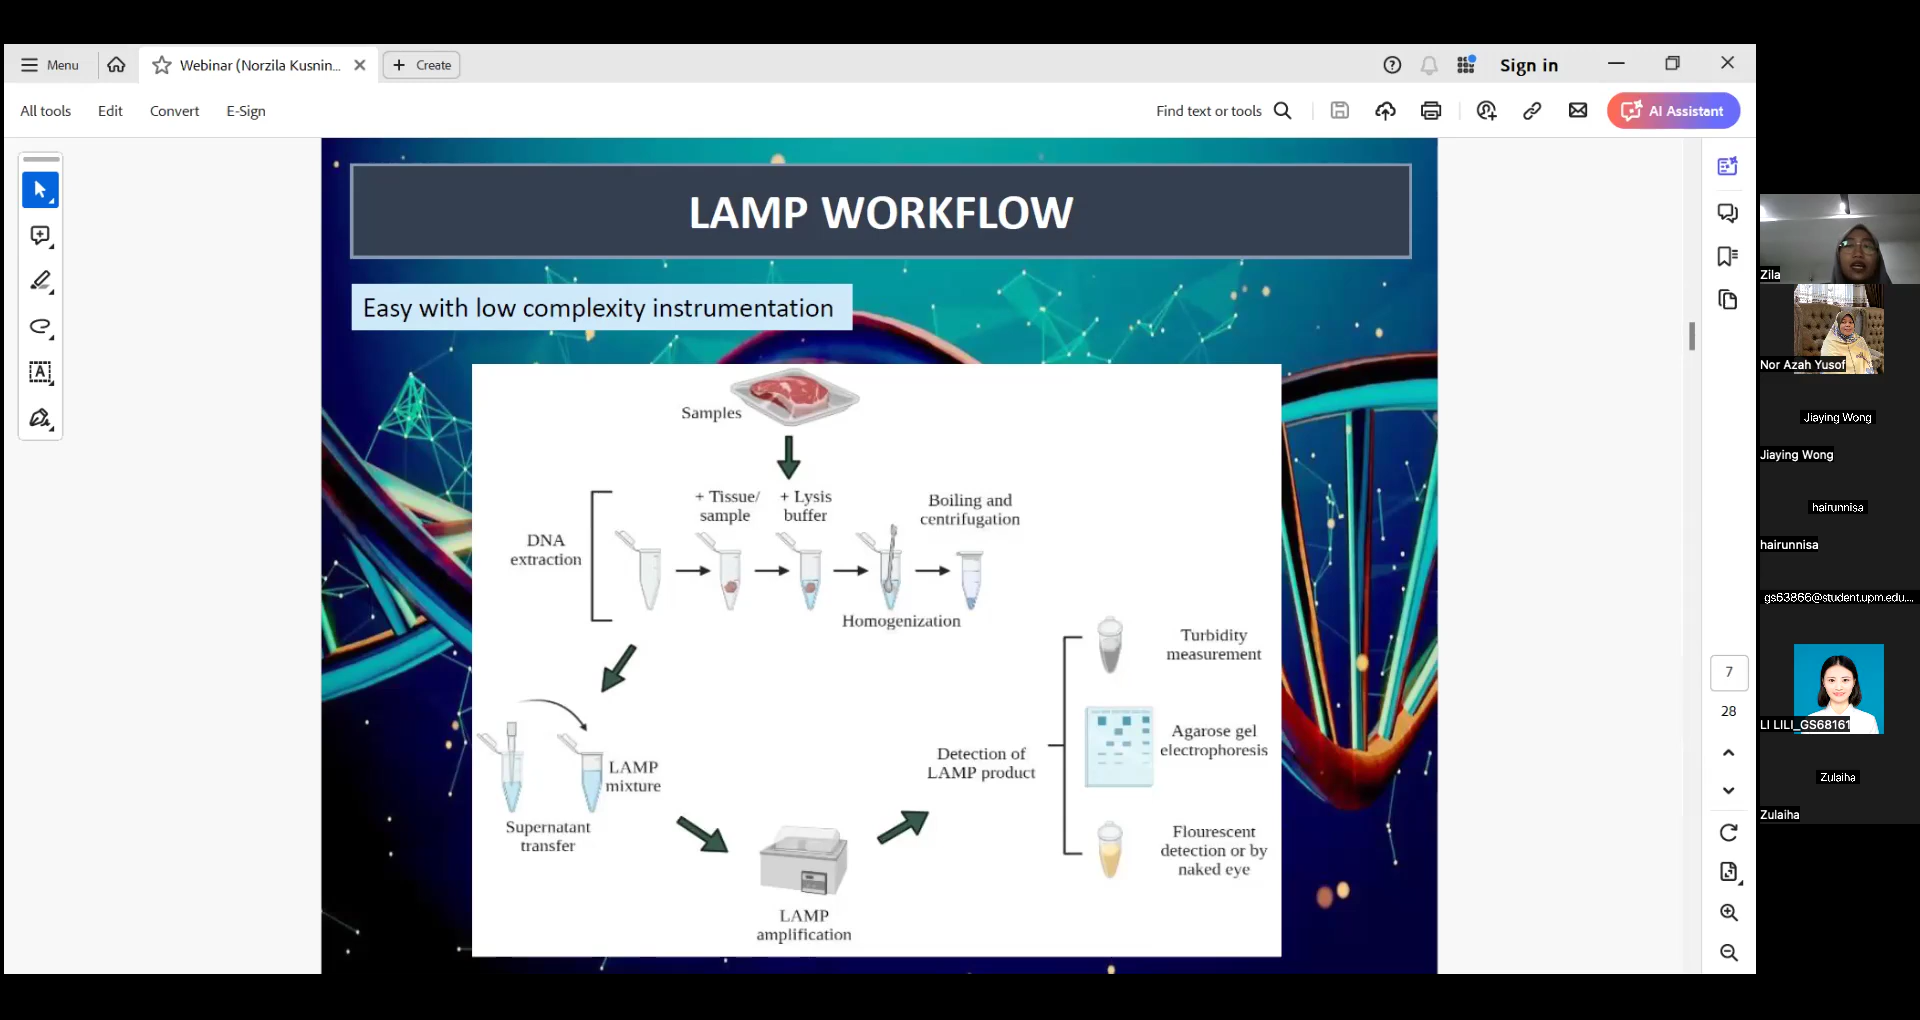 Menu
Webinar (Norzila Kusnin...
Create
Sign in
All tools
Edit
Convert
E-Sign
Find text or tools
AI Assistant
LAMP WORKFLOW
Easy with low complexity instrumentation
Samples
+ Tissue/
sample
+ Lysis
buffer
Boiling and
centrifugation
DNA
extraction
Homogenization
LAMP
mixture
Supernatant
transfer
LAMP
amplification
Detection of
LAMP product
Turbidity
measurement
Agarose gel
electrophoresis
Flourescent
detection or by
naked eye
7
28
Zila
Nor Azah Yusof
Jiaying Wong
Jiaying Wong
hairunnisa
hairunnisa
gs63866@student.upm.edu,...
LI LILI_GS68161
Zulaiha
Zulaiha